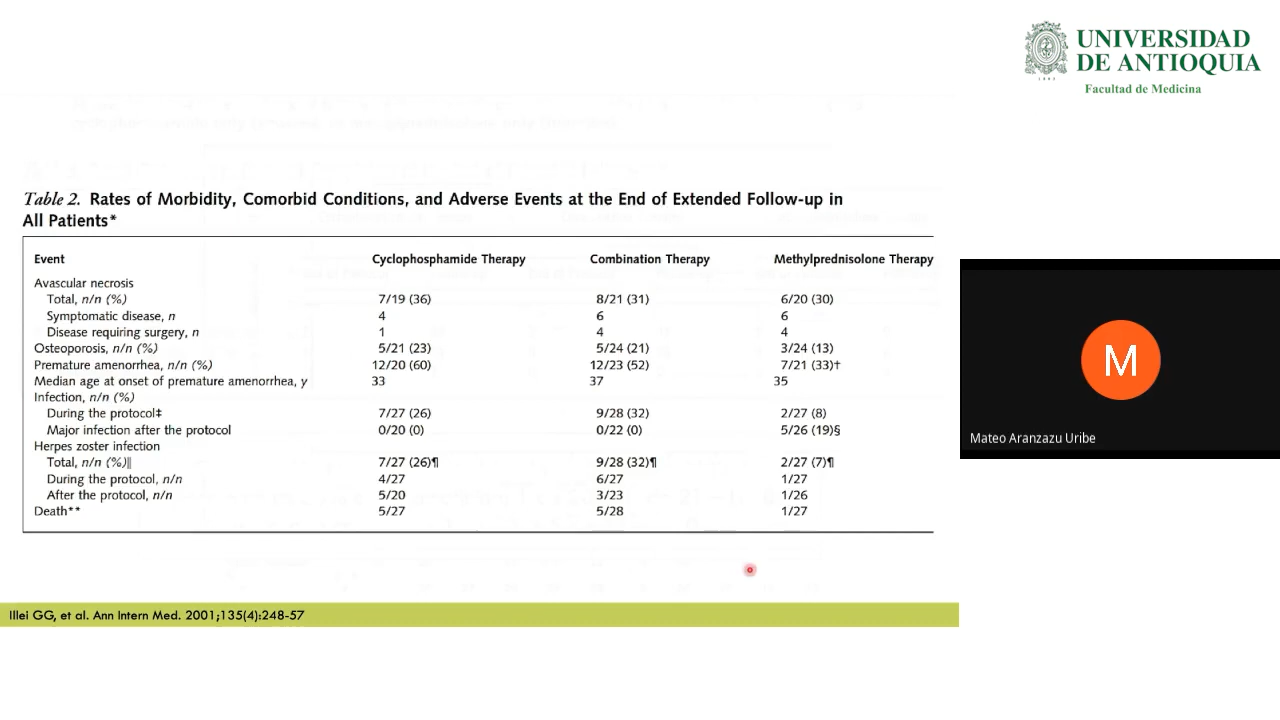 UNIVERSIDAD
DE ANTIOQUIA
1803
Facultad de Medicina
Table 2. Rates of Morbidity, Comorbid Conditions, and Adverse Events at the End of Extended Follow-up in
All Patients*
Event Cyclophosphamide Therapy Combination Therapy Methylprednisolone Therapy
Avascular necrosis
Total, n/n (%) 7/19 (36) 8/21 (31) 6/20 (30)
Symptomatic disease, n 4 6 6
Disease requiring surgery, n 1 4 4
Osteoporosis, n/n (%) 5/21 (23) 5/24 (21) 3/24 (13)
Premature amenorrhea, n/n (%) 12/20 (60) 12/23 (52) 7/21 (33)†
Median age at onset of premature amenorrhea, y 33 37 35
Infection, n/n (%)
During the protocol‡ 7/27 (26) 9/28 (32) 2/27 (8)
Major infection after the protocol 0/20 (0) 0/22 (0) 5/26 (19)§
Herpes zoster infection
Total, n/n (%)‖ 7/27 (26)¶ 9/28 (32)¶ 2/27 (7)¶
During the protocol, n/n 4/27 6/27 1/27
After the protocol, n/n 5/20 3/23 1/26
Death** 5/27 5/28 1/27
Illei GG, et al. Ann Intern Med. 2001;135(4):248-57
M
Mateo Aranzazu Uribe